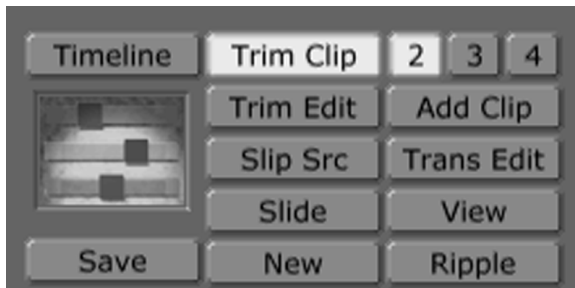 Timeline Trim Clip 2 3 4
Trim Edit Add Clip
Slip Src Trans Edit
Slide View
Save New Ripple